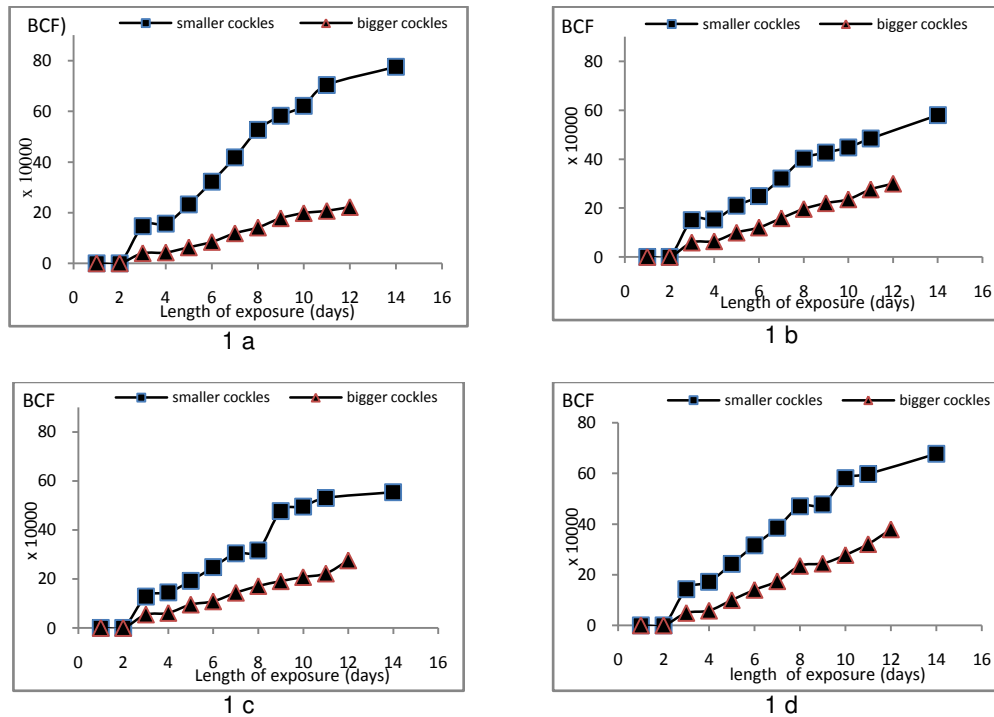 BCF)
smaller cockles bigger cockles
80
60
40
20
0
x 10000
0 2 4 6 8 10 12 14 16
Length of exposure (days)
1 a
BCF
smaller cockles bigger cockles
80
60
40
20
0
x 10000
0 2 4 6 8 10 12 14 16
Length of exposure (days)
1 b
BCF
smaller cockles bigger cockles
80
60
40
20
0
x 10000
0 2 4 6 8 10 12 14 16
Length of exposure (days)
1 c
BCF
smaller cockles bigger cockles
80
60
40
20
0
x 10000
0 2 4 6 8 10 12 14 16
length of exposure (days)
1 d